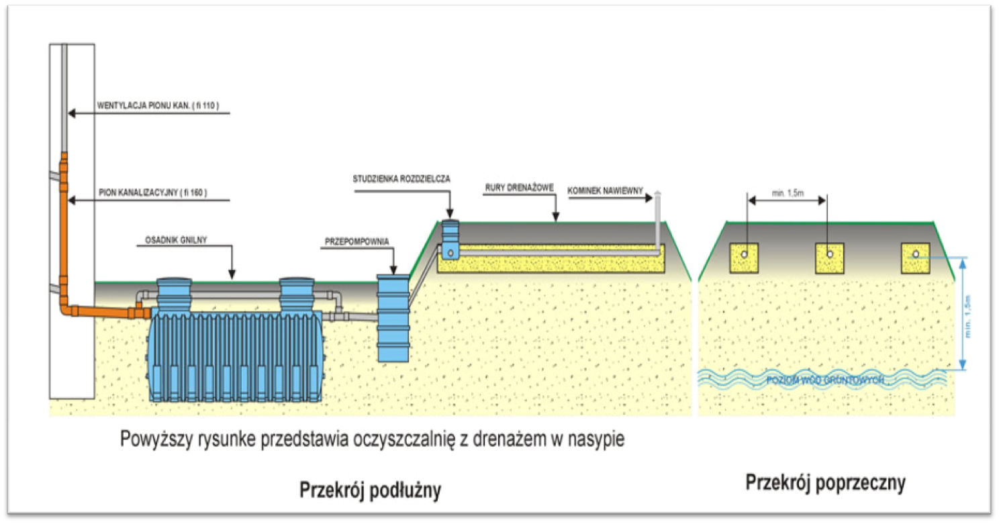 WENTYLACJA PIONU KAN. ( fi 110 )
PION KANALIZACYJNY ( fi 160 )
OSADNIK GNILNY
PRZEPOMPOWNIA
STUDZIENKA ROZDZIELCZA
RURY DRENAŻOWE
KOMINEK NAWIEWNY
min. 1,5m
min. 1,5m
POZIOM WÓD GRUNTOWYCH
Powyższy rysunke przedstawia oczyszczalnię z drenażem w nasypie
Przekrój podłużny
Przekrój poprzeczny